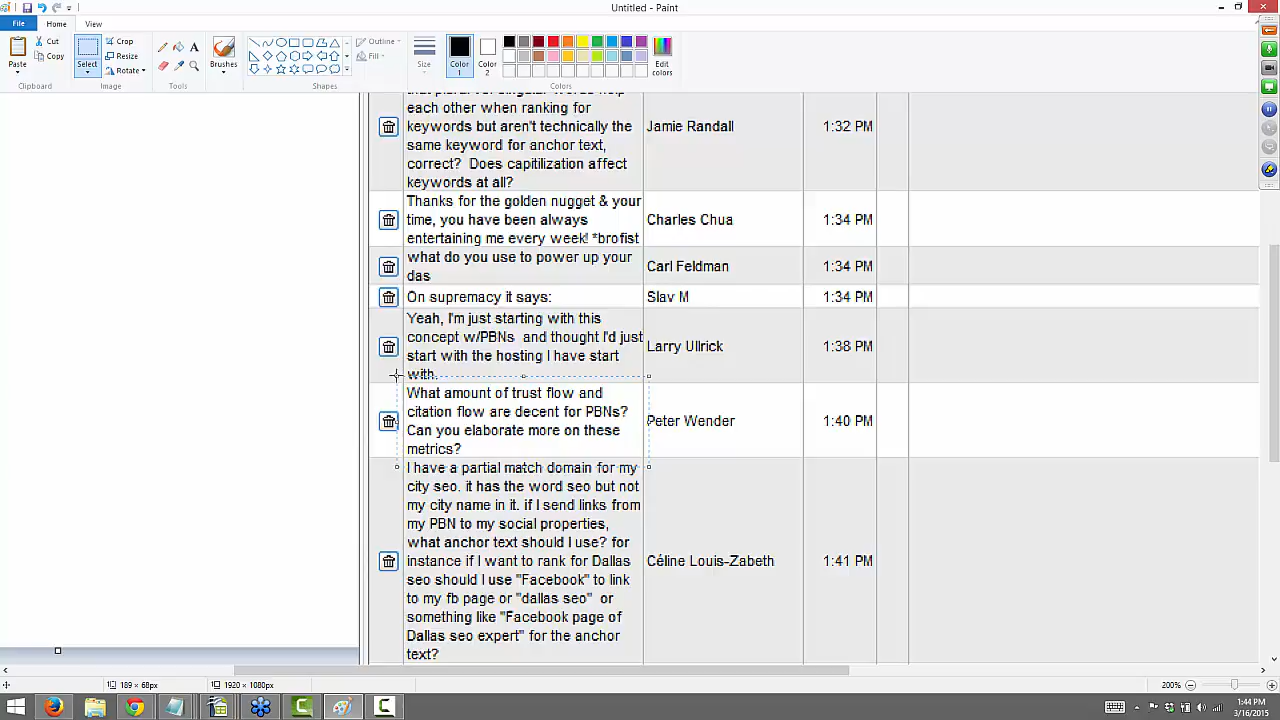 Untitled - Paint
File
Home
View
Paste
Cut
Copy
Clipboard
Select
Crop
Resize
Rotate
Image
Tools
Brushes
Shapes
Outline
Fill
Size
Color
1
Color
2
Edit
colors
Colors
each other when ranking for
keywords but aren't technically the
same keyword for anchor text,
correct? Does capitilization affect
keywords at all?
Jamie Randall
1:32 PM
Thanks for the golden nugget & your
time, you have been always
entertaining me every week! *brofist
Charles Chua
1:34 PM
what do you use to power up your
das
Carl Feldman
1:34 PM
On supremacy it says:
Slav M
1:34 PM
Yeah, I'm just starting with this
concept w/PBNs and thought I'd just
start with the hosting I have start
with.
Larry Ullrick
1:38 PM
What amount of trust flow and
citation flow are decent for PBNs?
Can you elaborate more on these
metrics?
Peter Wender
1:40 PM
I have a partial match domain for my
city seo. it has the word seo but not
my city name in it. if I send links from
my PBN to my social properties,
what anchor text should I use? for
instance if I want to rank for Dallas
seo should I use "Facebook" to link
to my fb page or "dallas seo" or
something like "Facebook page of
Dallas seo expert" for the anchor
text?
Céline Louis-Zabeth
1:41 PM
189 × 68px
1920 × 1080px
200%
1:44 PM
3/16/2015